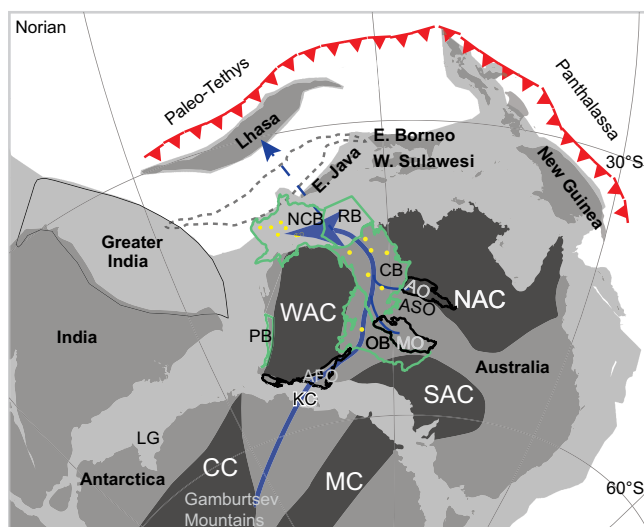 Norian
Paleo-Tethys
Panthalassa
Lhasa
E. Borneo
W. Sulawesi
30°S
E. Java
New Guinea
NCB
RB
Greater
India
CB
AO
NAC
ASO
WAC
PB
OB
MO
India
Australia
AFO
KC
SAC
LG
CC
MC
Antarctica
Gamburtsev
Mountains
60°S